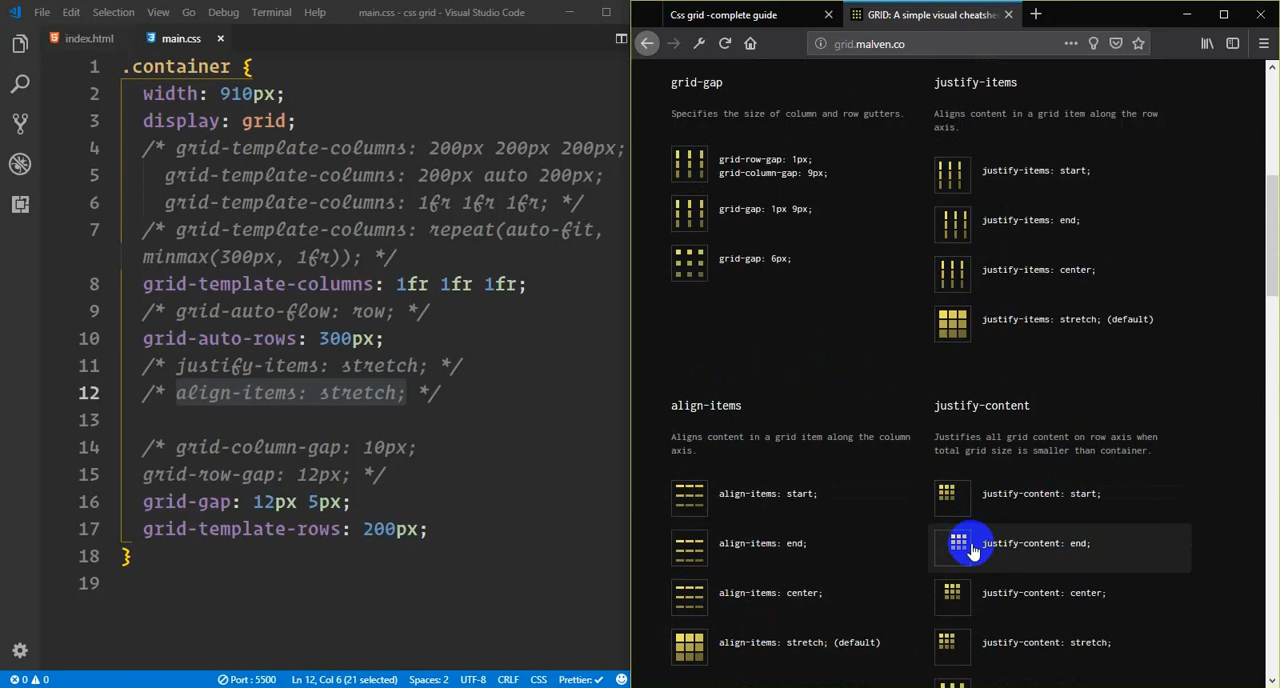 File Edit Selection View Go Debug Terminal Help main.css - css grid - Visual Studio Code
index.html
main.css ×
1 .container {
2 width: 910px;
3 display: grid;
4 /* grid-template-columns: 200px 200px 200px;
5 grid-template-columns: 200px auto 200px;
6 grid-template-columns: 1fr 1fr 1fr; */
7 /* grid-template-columns: repeat(auto-fit,
minmax(300px, 1fr)); */
8 grid-template-columns: 1fr 1fr 1fr;
9 /* grid-auto-flow: row; */
10 grid-auto-rows: 300px;
11 /* justify-items: stretch; */
12 /* align-items: stretch; */
13
14 /* grid-column-gap: 10px;
15 grid-row-gap: 12px; */
16 grid-gap: 12px 5px;
17 grid-template-rows: 200px;
18 }
19
0 0 Port : 5500 Ln 12, Col 6 (21 selected) Spaces: 2 UTF-8 CRLF CSS Prettier: ✓
Css grid -complete guide
GRID: A simple visual cheatshe
grid.malven.co
grid-gap
Specifies the size of column and row gutters.
grid-row-gap: 1px;
grid-column-gap: 9px;
grid-gap: 1px 9px;
grid-gap: 6px;
justify-items
Aligns content in a grid item along the row
axis.
justify-items: start;
justify-items: end;
justify-items: center;
justify-items: stretch; (default)
align-items
Aligns content in a grid item along the column
axis.
align-items: start;
align-items: end;
align-items: center;
align-items: stretch; (default)
justify-content
Justifies all grid content on row axis when
total grid size is smaller than container.
justify-content: start;
justify-content: end;
justify-content: center;
justify-content: stretch;